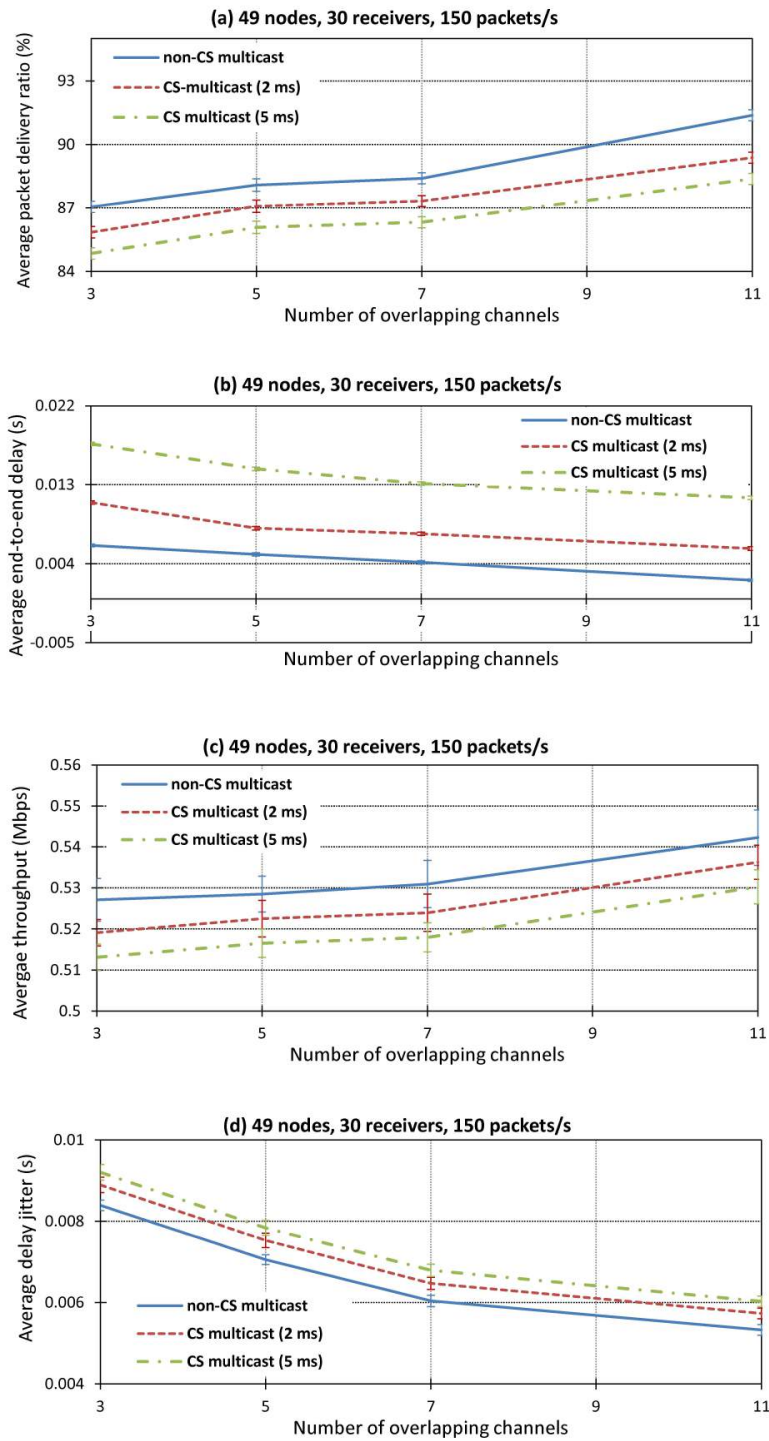 (a) 49 nodes, 30 receivers, 150 packets/s
Average packet delivery ratio (%)
93
90
87
84
non-CS multicast
CS-multicast (2 ms)
CS multicast (5 ms)
3 5 7 9 11
Number of overlapping channels
(b) 49 nodes, 30 receivers, 150 packets/s
Average end-to-end delay (s)
0.022
0.013
0.004
-0.005
non-CS multicast
CS multicast (2 ms)
CS multicast (5 ms)
3 5 7 9 11
Number of overlapping channels
(c) 49 nodes, 30 receivers, 150 packets/s
Avergae throughput (Mbps)
0.56
0.55
0.54
0.53
0.52
0.51
0.5
non-CS multicast
CS multicast (2 ms)
CS multicast (5 ms)
3 5 7 9 11
Number of overlapping channels
(d) 49 nodes, 30 receivers, 150 packets/s
Average delay jitter (s)
0.01
0.008
0.006
0.004
non-CS multicast
CS multicast (2 ms)
CS multicast (5 ms)
3 5 7 9 11
Number of overlapping channels